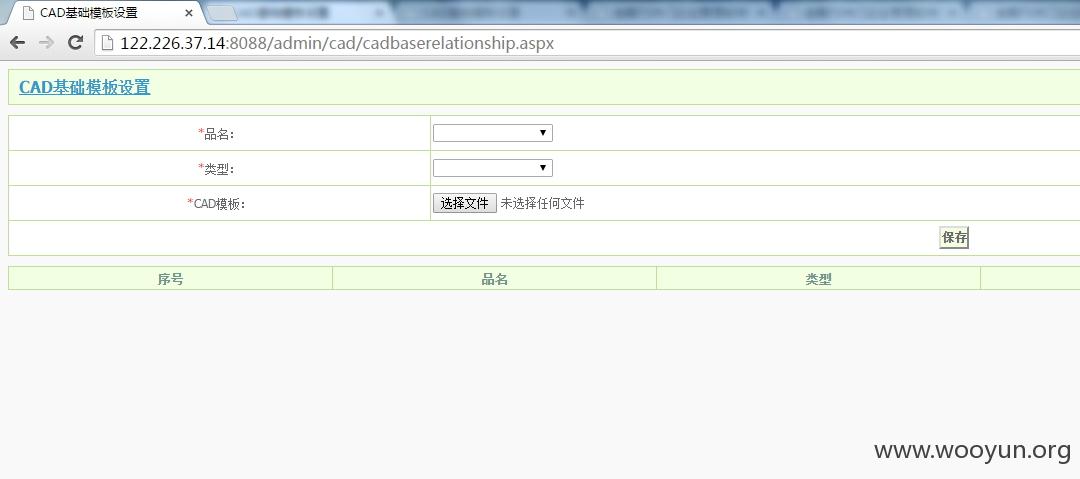 CAD基础模板设置
122.226.37.14:8088/admin/cad/cadbaserelationship.aspx
CAD基础模板设置
*品名:
*类型:
*CAD模板: 选择文件 未选择任何文件
保存
序号 品名 类型
www.wooyun.org